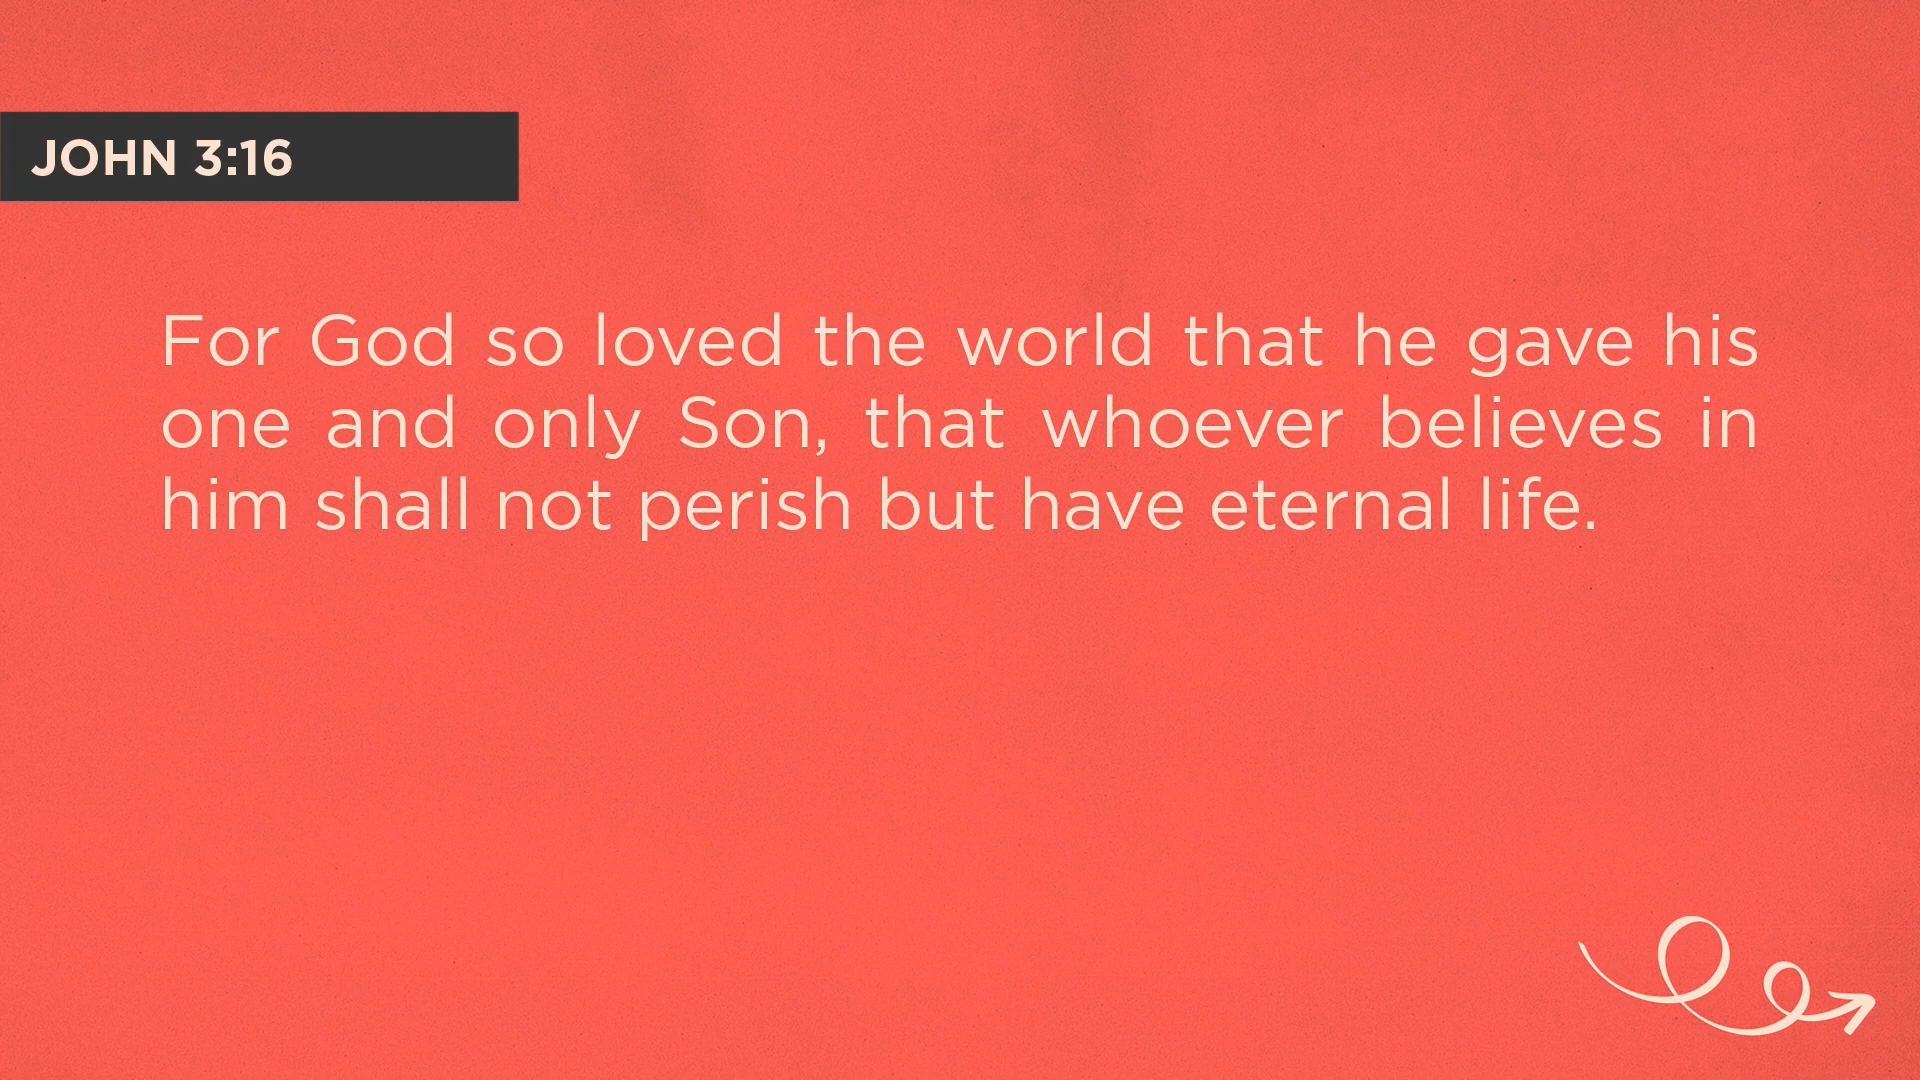 JOHN 3:16
For God so loved the world that he gave his
one and only Son, that whoever believes in
him shall not perish but have eternal life.